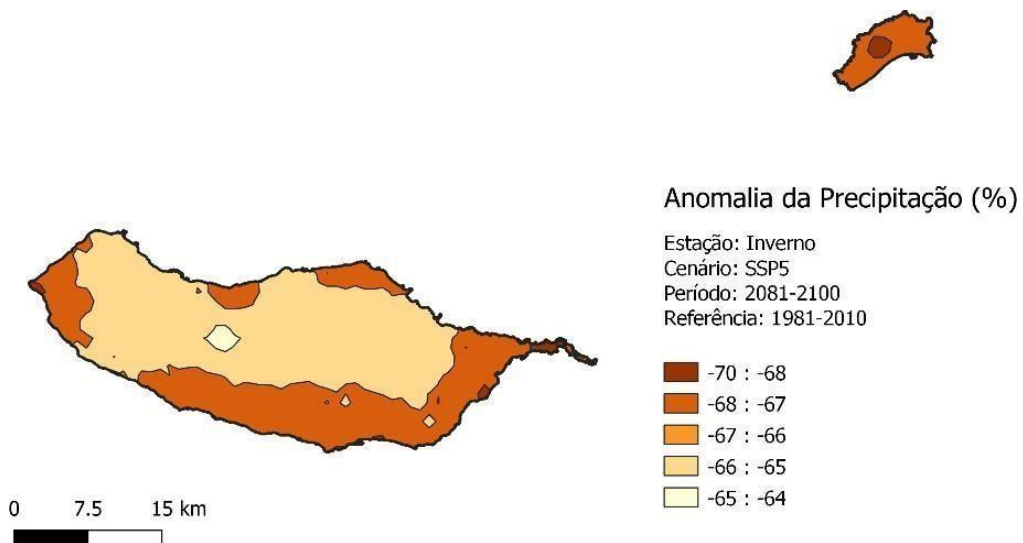 Anomalia da Precipitação (%)
Estação: Inverno
Cenário: SSP5
Período: 2081-2100
Referência: 1981-2010
-70 : -68
-68 : -67
-67 : -66
-66 : -65
-65 : -64
0 7.5 15 km